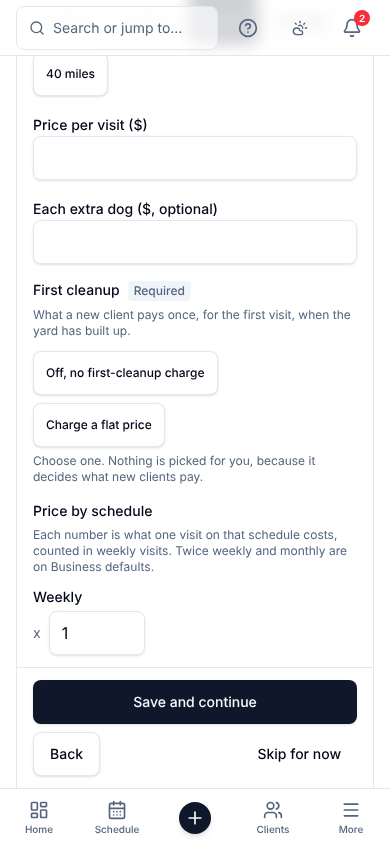 Search or jump to...
2
40 miles
Price per visit ($)
Each extra dog ($, optional)
First cleanup Required
What a new client pays once, for the first visit, when the
yard has built up.
Off, no first-cleanup charge
Charge a flat price
Choose one. Nothing is picked for you, because it
decides what new clients pay.
Price by schedule
Each number is what one visit on that schedule costs,
counted in weekly visits. Twice weekly and monthly are
on Business defaults.
Weekly
x 1
Save and continue
Back Skip for now
Home Schedule Clients More